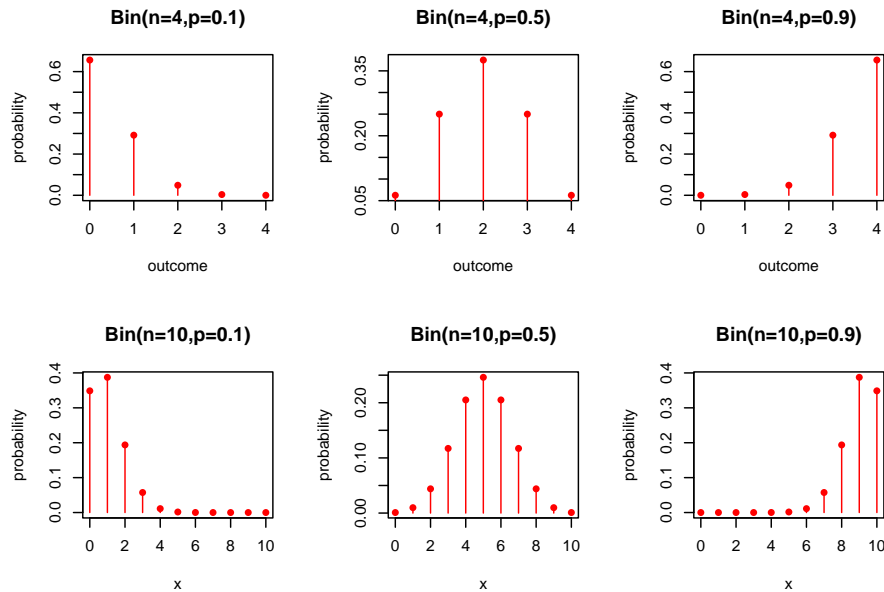 Bin(n=4,p=0.1)
probability
0.0 0.2 0.4 0.6
0 1 2 3 4
outcome
Bin(n=4,p=0.5)
probability
0.05 0.20 0.35
0 1 2 3 4
outcome
Bin(n=4,p=0.9)
probability
0.0 0.2 0.4 0.6
0 1 2 3 4
outcome
Bin(n=10,p=0.1)
probability
0.0 0.1 0.2 0.3 0.4
0 2 4 6 8 10
x
Bin(n=10,p=0.5)
probability
0.00 0.10 0.20
0 2 4 6 8 10
x
Bin(n=10,p=0.9)
probability
0.0 0.1 0.2 0.3 0.4
0 2 4 6 8 10
x